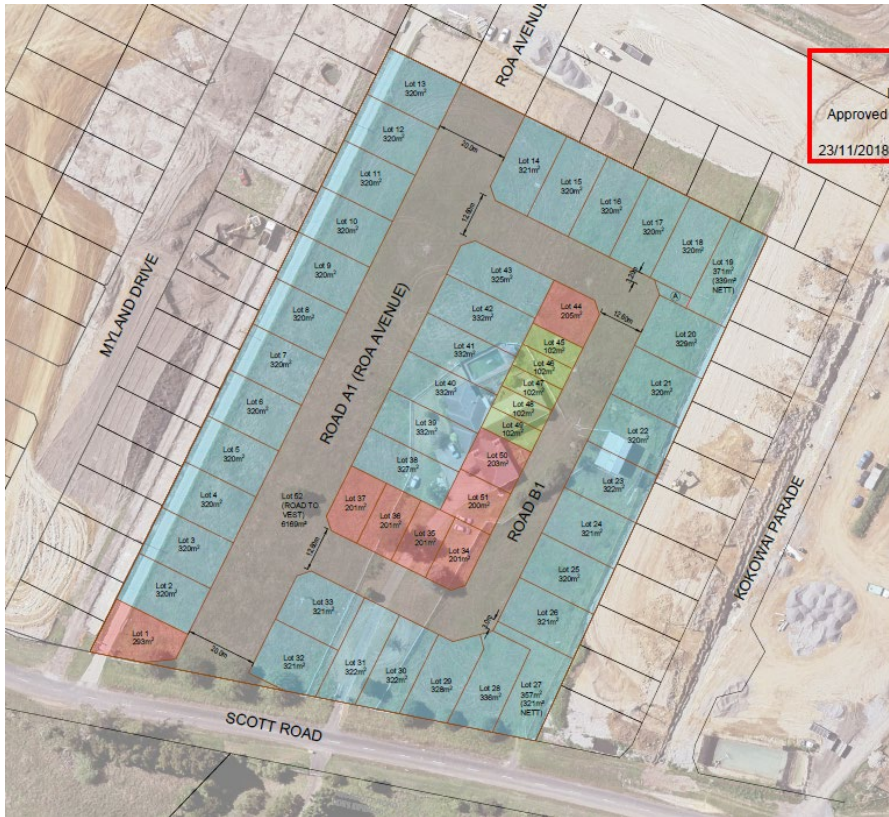 ROA AVENUE
Approved
23/11/2018
Lot 13
320m²
Lot 12
320m²
Lot 11
320m²
Lot 10
320m²
Lot 9
320m²
Lot 8
320m²
Lot 7
320m²
Lot 6
320m²
Lot 5
320m²
Lot 4
320m²
Lot 3
320m²
Lot 2
320m²
Lot 1
293m²
20.0m
12.60m
Lot 14
321m²
Lot 15
320m²
Lot 16
320m²
Lot 17
320m²
Lot 18
320m²
Lot 19
371m²
(339m²
NETT)
3.20m
A
12.60m
Lot 20
329m²
Lot 21
320m²
Lot 22
320m²
Lot 23
322m²
Lot 24
321m²
Lot 25
320m²
Lot 26
321m²
Lot 27
357m²
(321m²
NETT)
Lot 28
336m²
Lot 29
328m²
Lot 30
322m²
Lot 31
322m²
Lot 32
321m²
Lot 33
321m²
3.0m
12.60m
20.0m
Lot 43
325m²
Lot 42
332m²
Lot 41
332m²
Lot 40
332m²
Lot 39
332m²
Lot 38
327m²
Lot 37
201m²
Lot 36
201m²
Lot 35
201m²
Lot 34
201m²
Lot 44
205m²
Lot 45
102m²
Lot 46
102m²
Lot 47
102m²
Lot 48
102m²
Lot 49
102m²
Lot 50
203m²
Lot 51
200m²
Lot 52
(ROAD TO
VEST)
6169m²
MYLAND DRIVE
ROAD A1 (ROA AVENUE)
ROAD B1
KOKOWAI PARADE
SCOTT ROAD